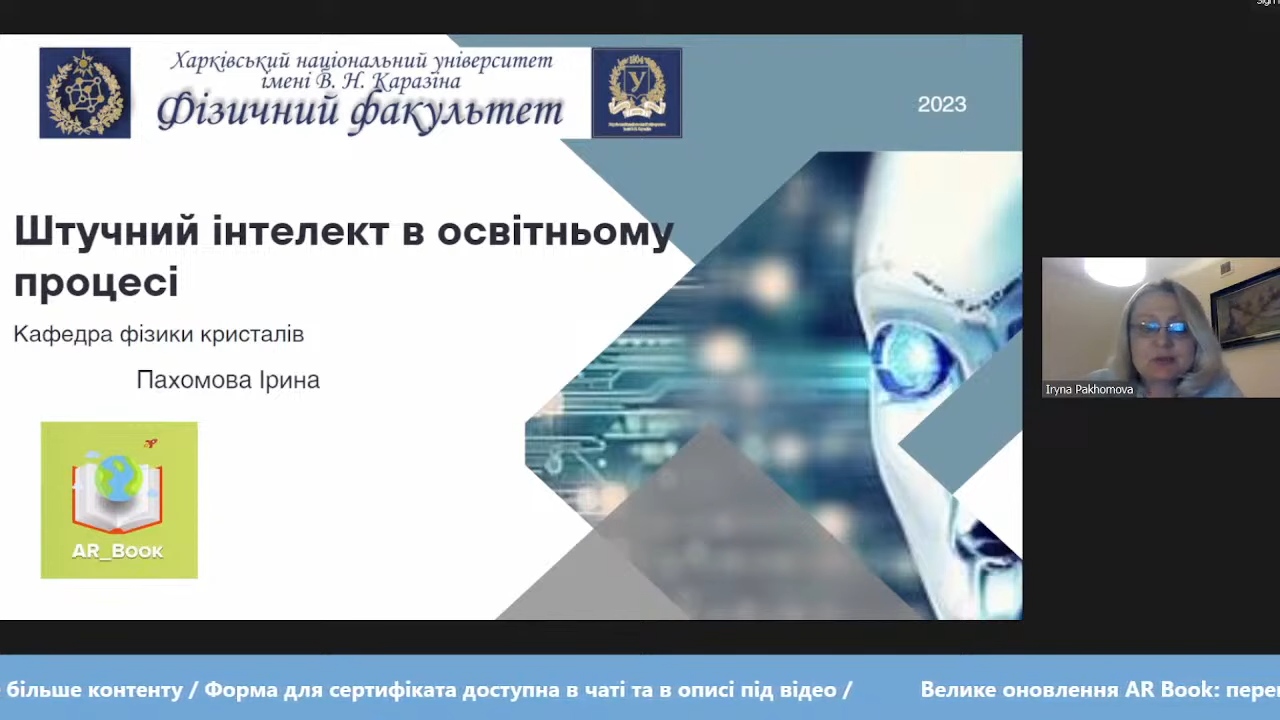 Харківський національний університет
імені В. Н. Каразіна
Фізичний факультет
2023
Штучний інтелект в освітньому
процесі
Кафедра фізики кристалів
Пахомова Ірина
AR_Book
Iryna Pakhomova
більше контенту / Форма для сертифіката доступна в чаті та в описі під відео /
Велике оновлення AR Book: